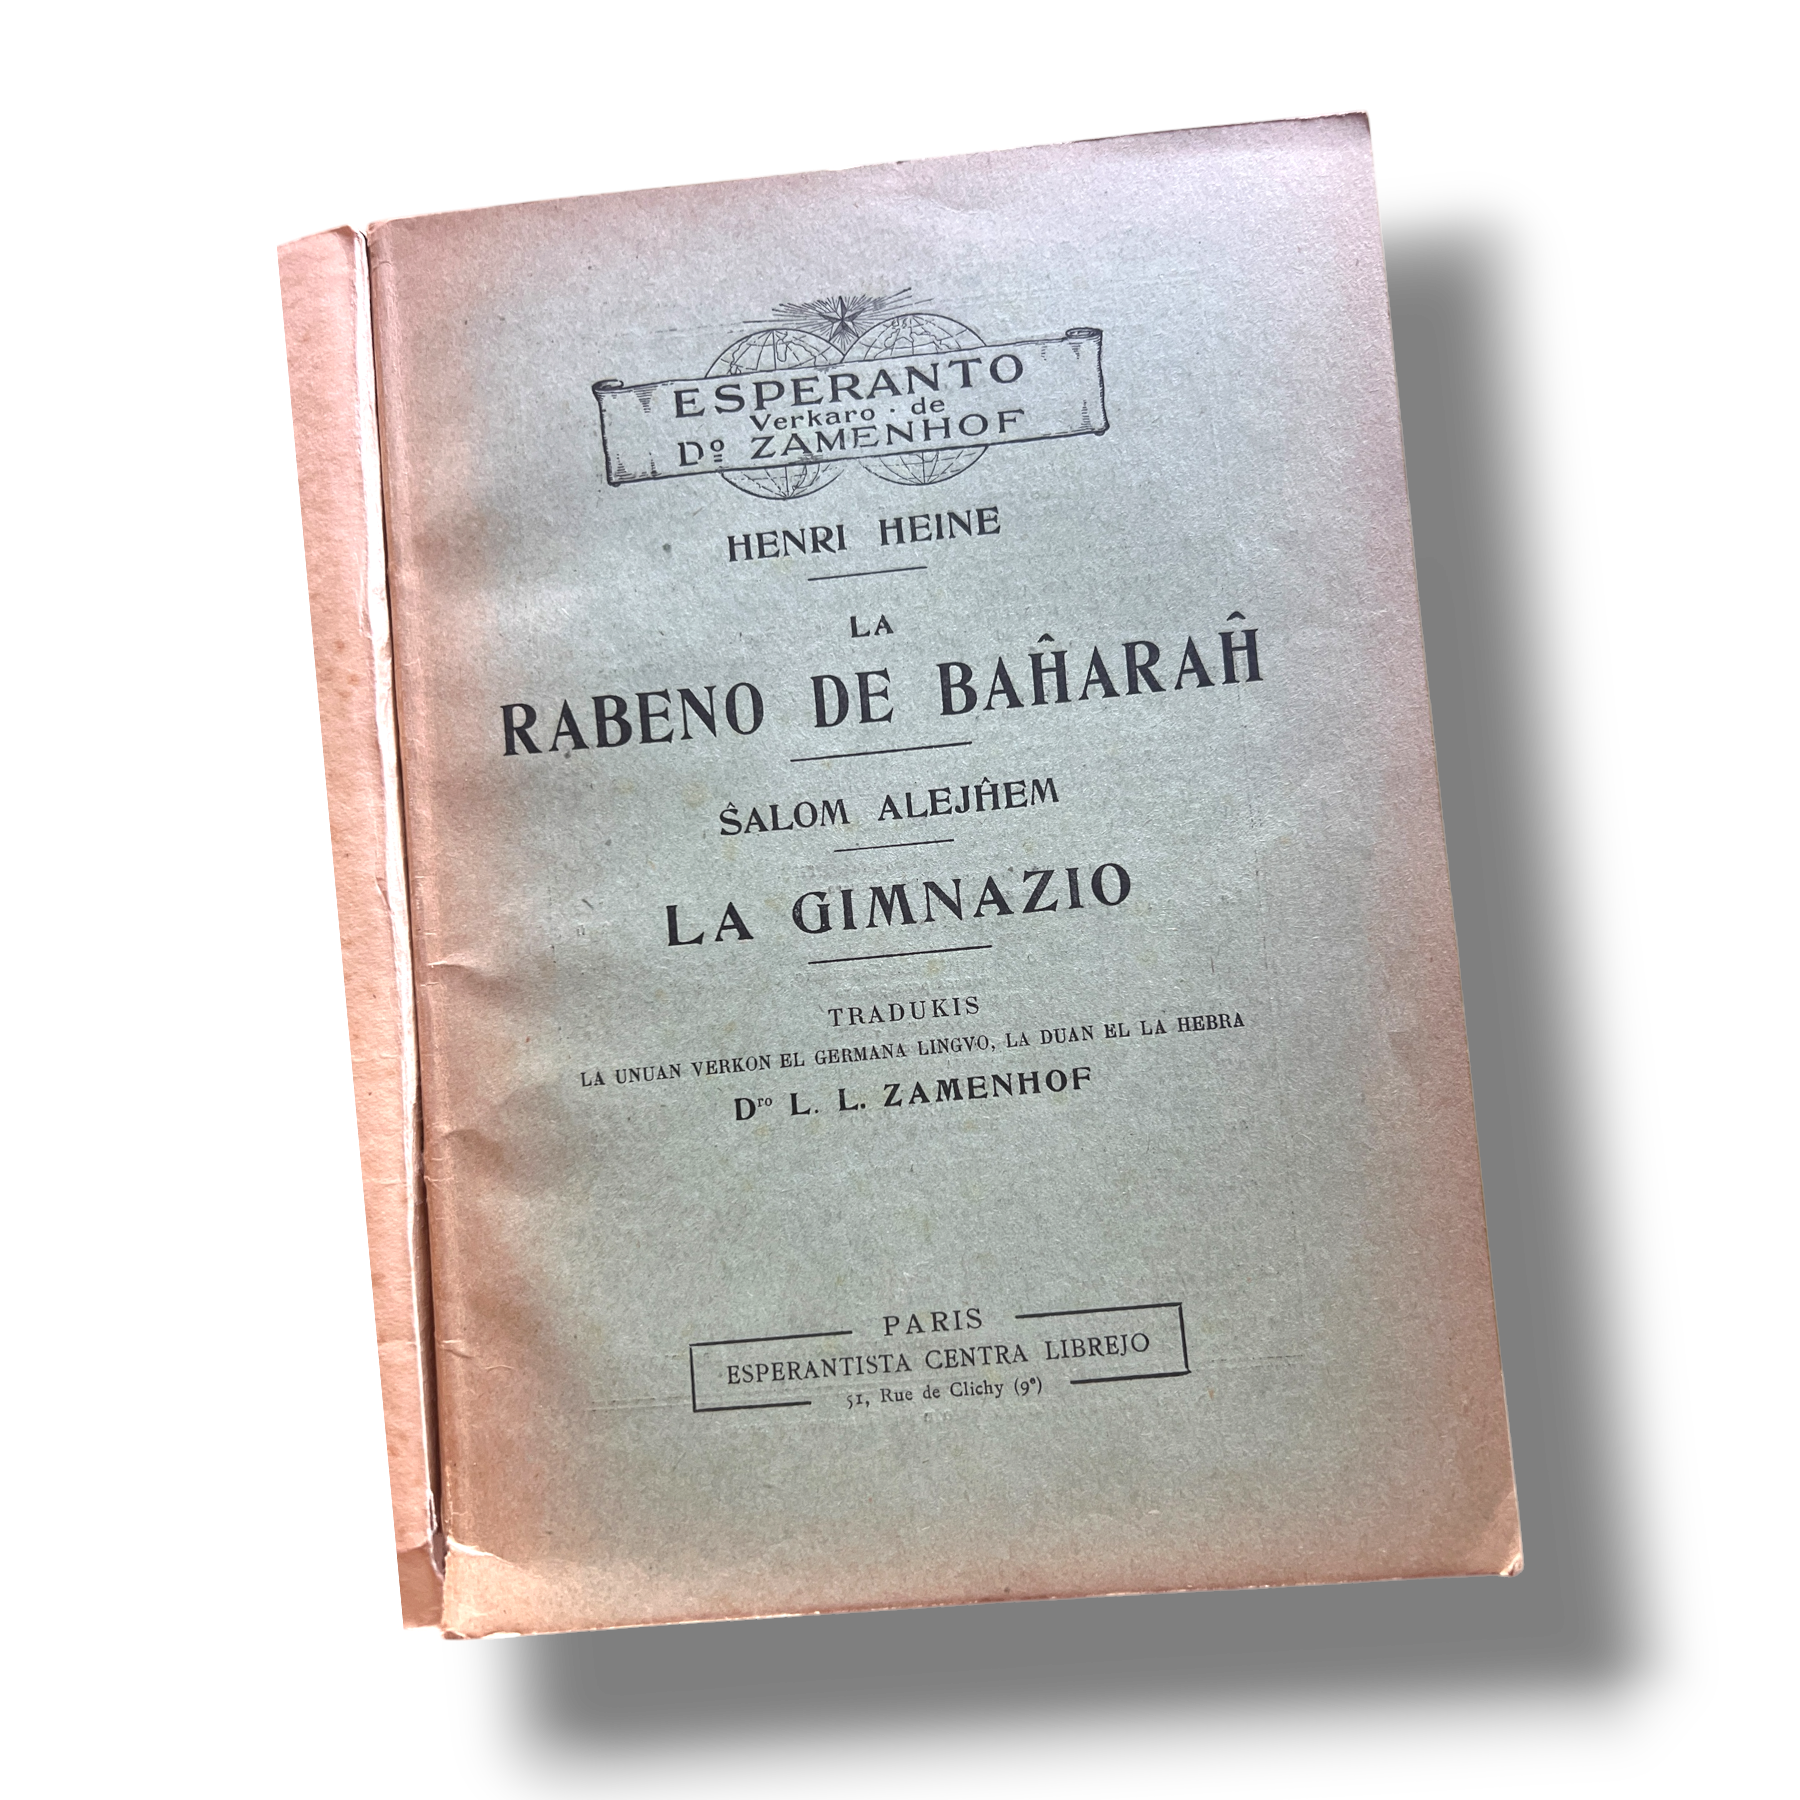 ESPERANTO
Verkaro · de
Dº ZAMENHOF
HENRI HEINE
LA
RABENO DE BAĤARAĤ
ŜALOM ALEJĤEM
LA GIMNAZIO
TRADUKIS
LA UNUAN VERKON EL GERMANA LINGVO, LA DUAN EL LA HEBRA
Dro L. L. ZAMENHOF
PARIS
ESPERANTISTA CENTRA LIBREJO
51, Rue de Clichy (9e)